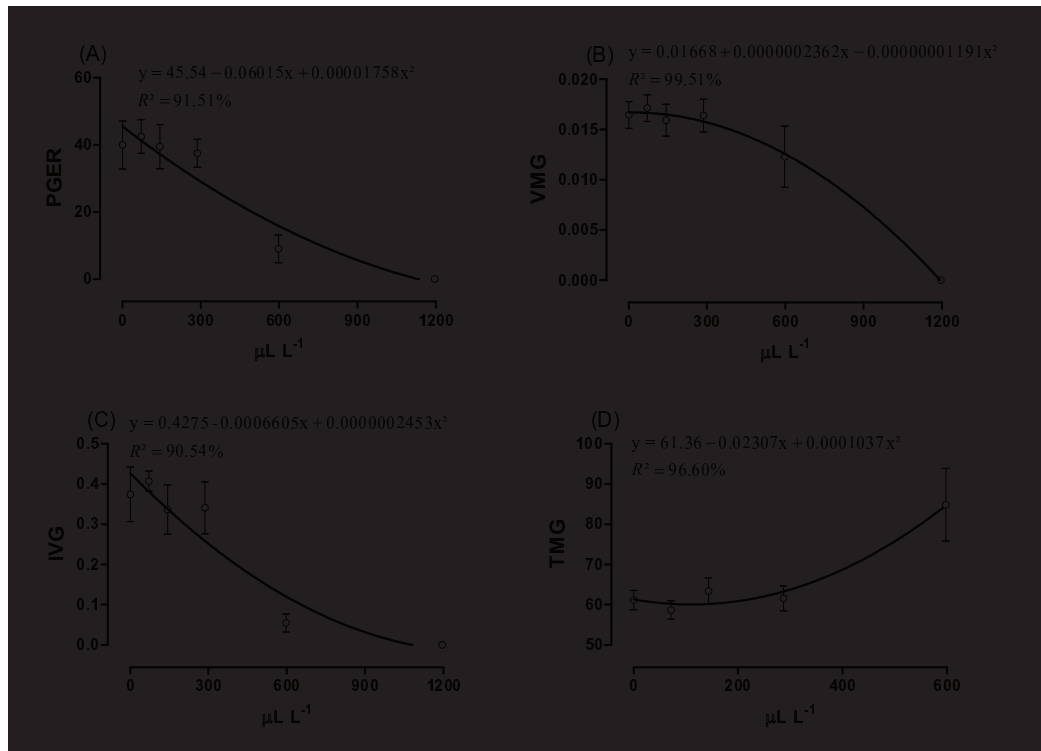 (A)
y = 45.54 − 0.06015x + 0.00001758x²
R² = 91.51%
60
40
20
0
PGER
0 300 600 900 1200
µL L⁻¹
(B)
y = 0.01668 + 0.0000002362x − 0.00000001191x²
R² = 99.51%
0.020
0.015
0.010
0.005
0.000
VMG
0 300 600 900 1200
µL L⁻¹
(C)
y = 0.4275 - 0.0006605x + 0.0000002453x²
R² = 90.54%
0.5
0.4
0.3
0.2
0.1
0.0
IVG
0 300 600 900 1200
µL L⁻¹
(D)
y = 61.36 − 0.02307x + 0.0001037x²
R² = 96.60%
100
90
80
70
60
50
TMG
0 200 400 600
µL L⁻¹